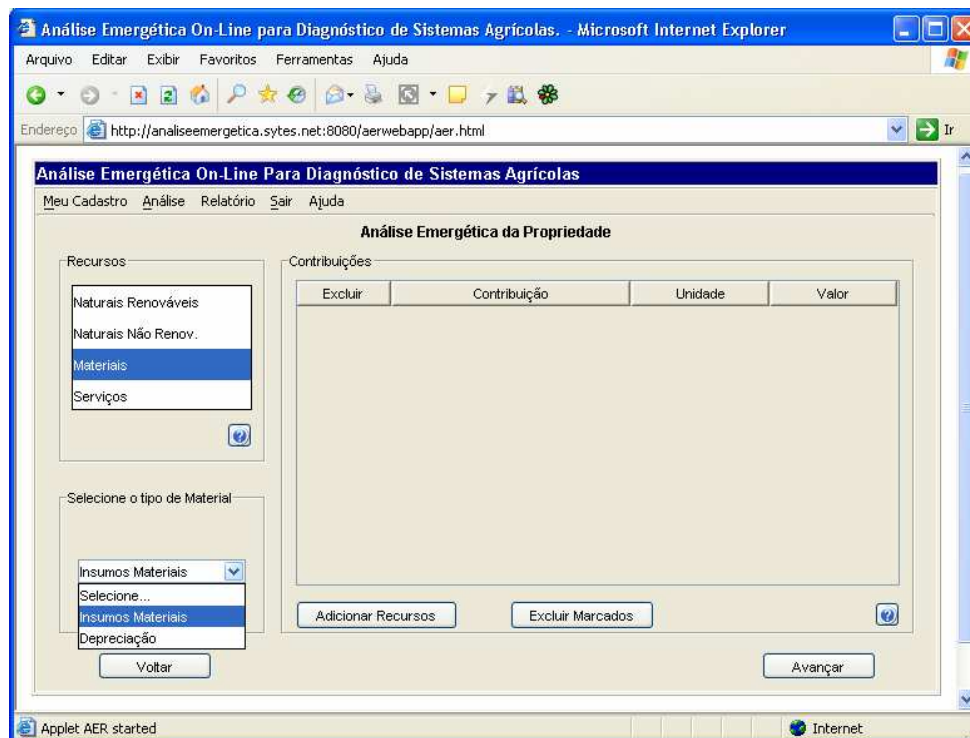 Análise Emergética On-Line para Diagnóstico de Sistemas Agrícolas. - Microsoft Internet Explorer
Arquivo Editar Exibir Favoritos Ferramentas Ajuda
Endereço http://analiseemergetica.sytes.net:8080/aerwebapp/aer.html Ir
Análise Emergética On-Line Para Diagnóstico de Sistemas Agrícolas
Meu Cadastro Análise Relatório Sair Ajuda
Análise Emergética da Propriedade
Recursos
Naturais Renováveis
Naturais Não Renov.
Materiais
Serviços
Selecione o tipo de Material
Insumos Materiais
Selecione...
Insumos Materiais
Depreciação
Contribuições
Excluir Contribuição Unidade Valor
Adicionar Recursos Excluir Marcados
Voltar Avançar
Applet AER started Internet